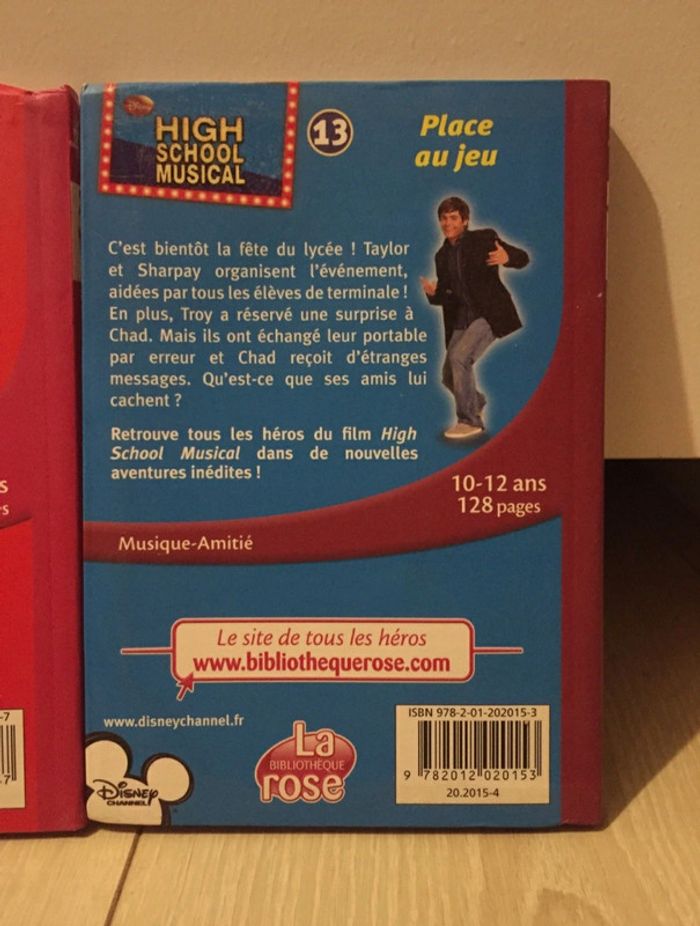 Disney
HIGH
SCHOOL
MUSICAL
13
Place
au jeu
C'est bientôt la fête du lycée ! Taylor
et Sharpay organisent l'événement,
aidées par tous les élèves de terminale !
En plus, Troy a réservé une surprise à
Chad. Mais ils ont échangé leur portable
par erreur et Chad reçoit d'étranges
messages. Qu'est-ce que ses amis lui
cachent ?
Retrouve tous les héros du film High
School Musical dans de nouvelles
aventures inédites !
10-12 ans
128 pages
Musique-Amitié
Le site de tous les héros
www.bibliothequerose.com
www.disneychannel.fr
DISNEY
CHANNEL
La
BIBLIOTHÈQUE
rose
ISBN 978-2-01-202015-3
9 782012 020153
20.2015-4
s
s
-7
7